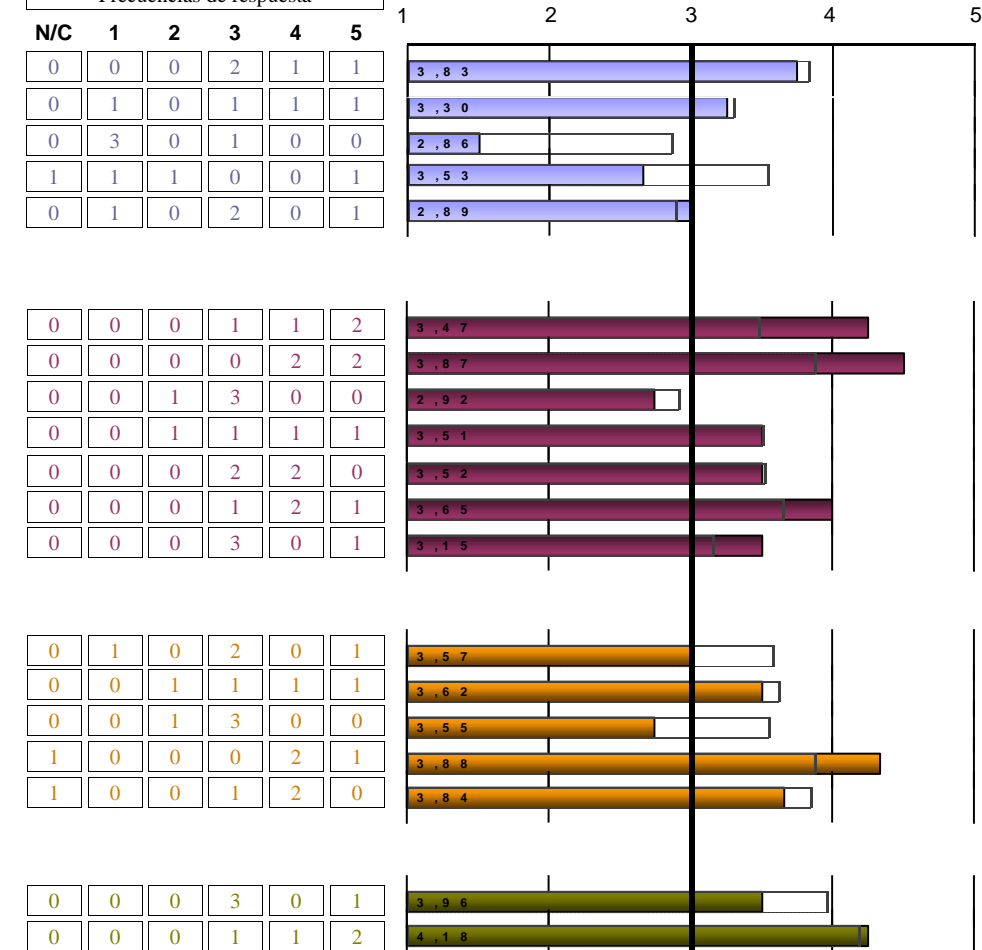 Frecuencias de respuesta
N/C 1 2 3 4 5
1 2 3 4 5
0 0 0 2 1 1 3,83
0 1 0 1 1 1 3,30
0 3 0 1 0 0 2,86
1 1 1 0 0 1 3,53
0 1 0 2 0 1 2,89
0 0 0 1 1 2 3,47
0 0 0 0 2 2 3,87
0 0 1 3 0 0 2,92
0 0 1 1 1 1 3,51
0 0 0 2 2 0 3,52
0 0 0 1 2 1 3,65
0 0 0 3 0 1 3,15
0 1 0 2 0 1 3,57
0 0 1 1 1 1 3,62
0 0 1 3 0 0 3,55
1 0 0 0 2 1 3,88
1 0 0 1 2 0 3,84
0 0 0 3 0 1 3,96
0 0 0 1 1 2 4,18